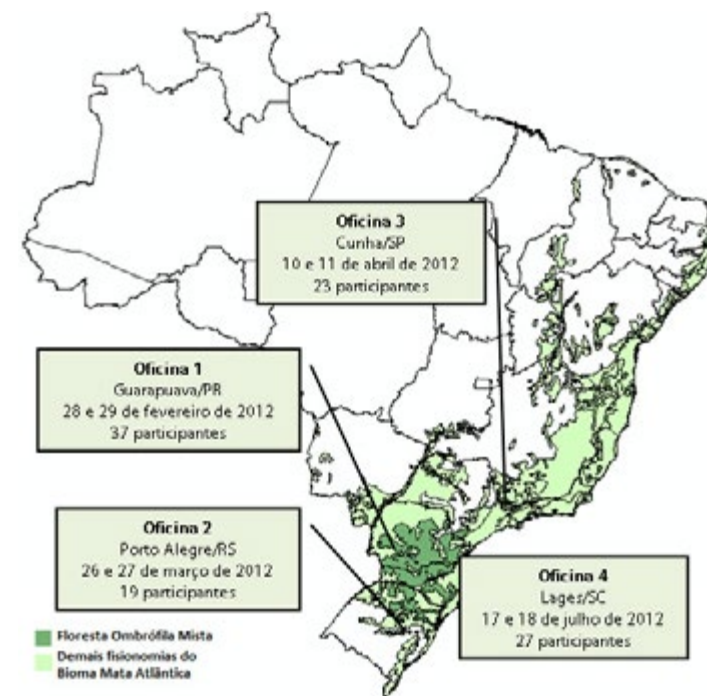 Oficina 3
Cunha/SP
10 e 11 de abril de 2012
23 participantes
Oficina 1
Guarapuava/PR
28 e 29 de fevereiro de 2012
37 participantes
Oficina 2
Porto Alegre/RS
26 e 27 de março de 2012
19 participantes
Oficina 4
Lages/SC
17 e 18 de julho de 2012
27 participantes
Floresta Ombrófila Mista
Demais fisionomias do
Bioma Mata Atlântica